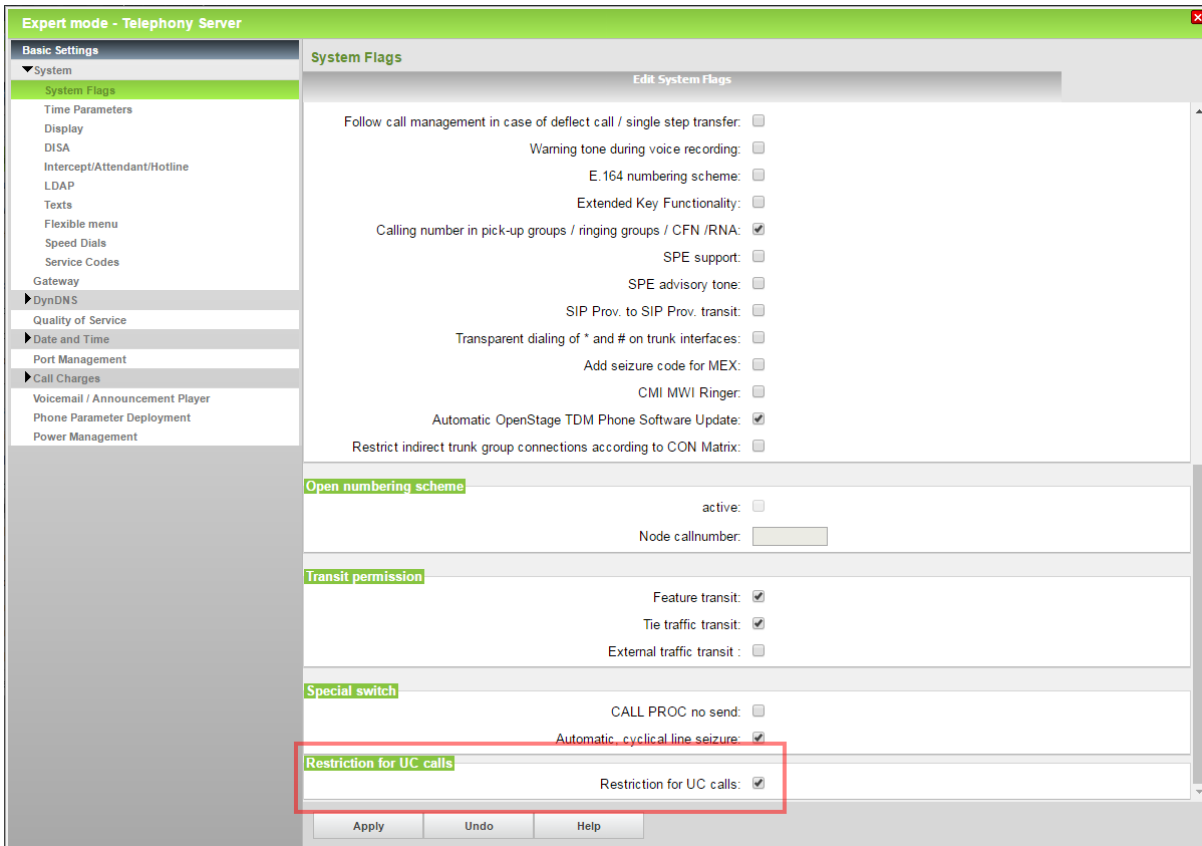 Expert mode - Telephony Server
Basic Settings
System
System Flags
Time Parameters
Display
DISA
Intercept/Attendant/Hotline
LDAP
Texts
Flexible menu
Speed Dials
Service Codes
Gateway
DynDNS
Quality of Service
Date and Time
Port Management
Call Charges
Voicemail / Announcement Player
Phone Parameter Deployment
Power Management
System Flags
Edit System Flags
Follow call management in case of deflect call / single step transfer:
Warning tone during voice recording:
E.164 numbering scheme:
Extended Key Functionality:
Calling number in pick-up groups / ringing groups / CFN /RNA:
SPE support:
SPE advisory tone:
SIP Prov. to SIP Prov. transit:
Transparent dialing of * and # on trunk interfaces:
Add seizure code for MEX:
CMI MWI Ringer:
Automatic OpenStage TDM Phone Software Update:
Restrict indirect trunk group connections according to CON Matrix:
Open numbering scheme
active:
Node callnumber:
Transit permission
Feature transit:
Tie traffic transit:
External traffic transit :
Special switch
CALL PROC no send:
Automatic, cyclical line seizure:
Restriction for UC calls
Restriction for UC calls:
Apply Undo Help